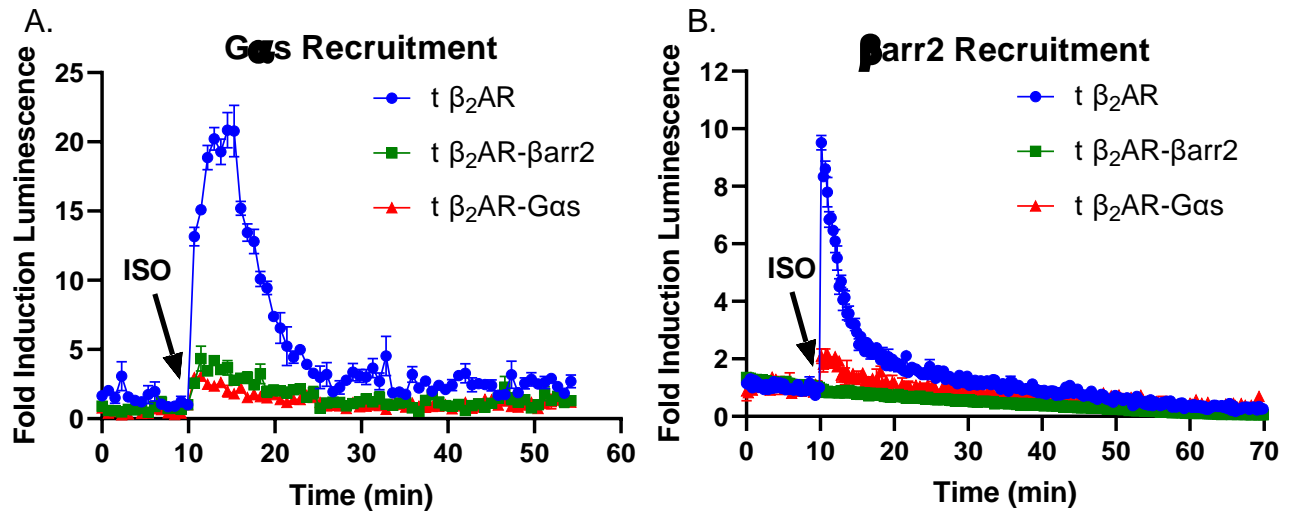 A.
Gαs Recruitment
Fold Induction Luminescence
25
20
15
10
5
0
t β₂AR
t β₂AR-βarr2
t β₂AR-Gαs
ISO
0 10 20 30 40 50 60
Time (min)
B.
βarr2 Recruitment
Fold Induction Luminescence
12
10
8
6
4
2
0
t β₂AR
t β₂AR-βarr2
t β₂AR-Gαs
ISO
0 10 20 30 40 50 60 70
Time (min)